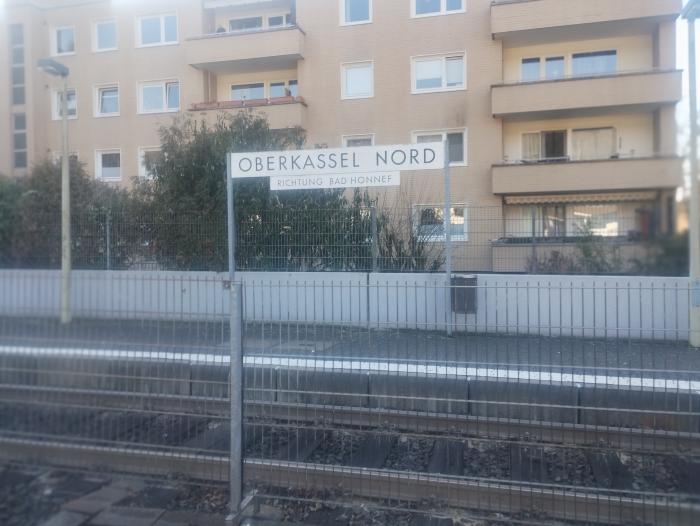 OBERKASSEL NORD
RICHTUNG BAD HONNEF